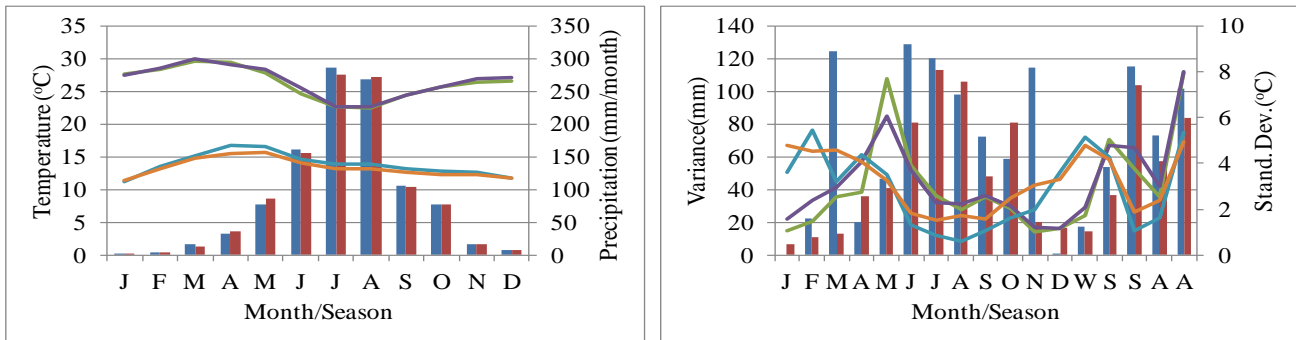 35 350
30 300
25 250
20 200
15 150
10 100
5 50
0 0
Temperature (°C)
Precipitation (mm/month)
J F M A M J J A S O N D
Month/Season
140 10
120 8
100
80 6
60 4
40
20 2
0 0
Variance(mm)
Stand. Dev.(°C)
J F M A M J J A S O N D W S S A A
Month/Season